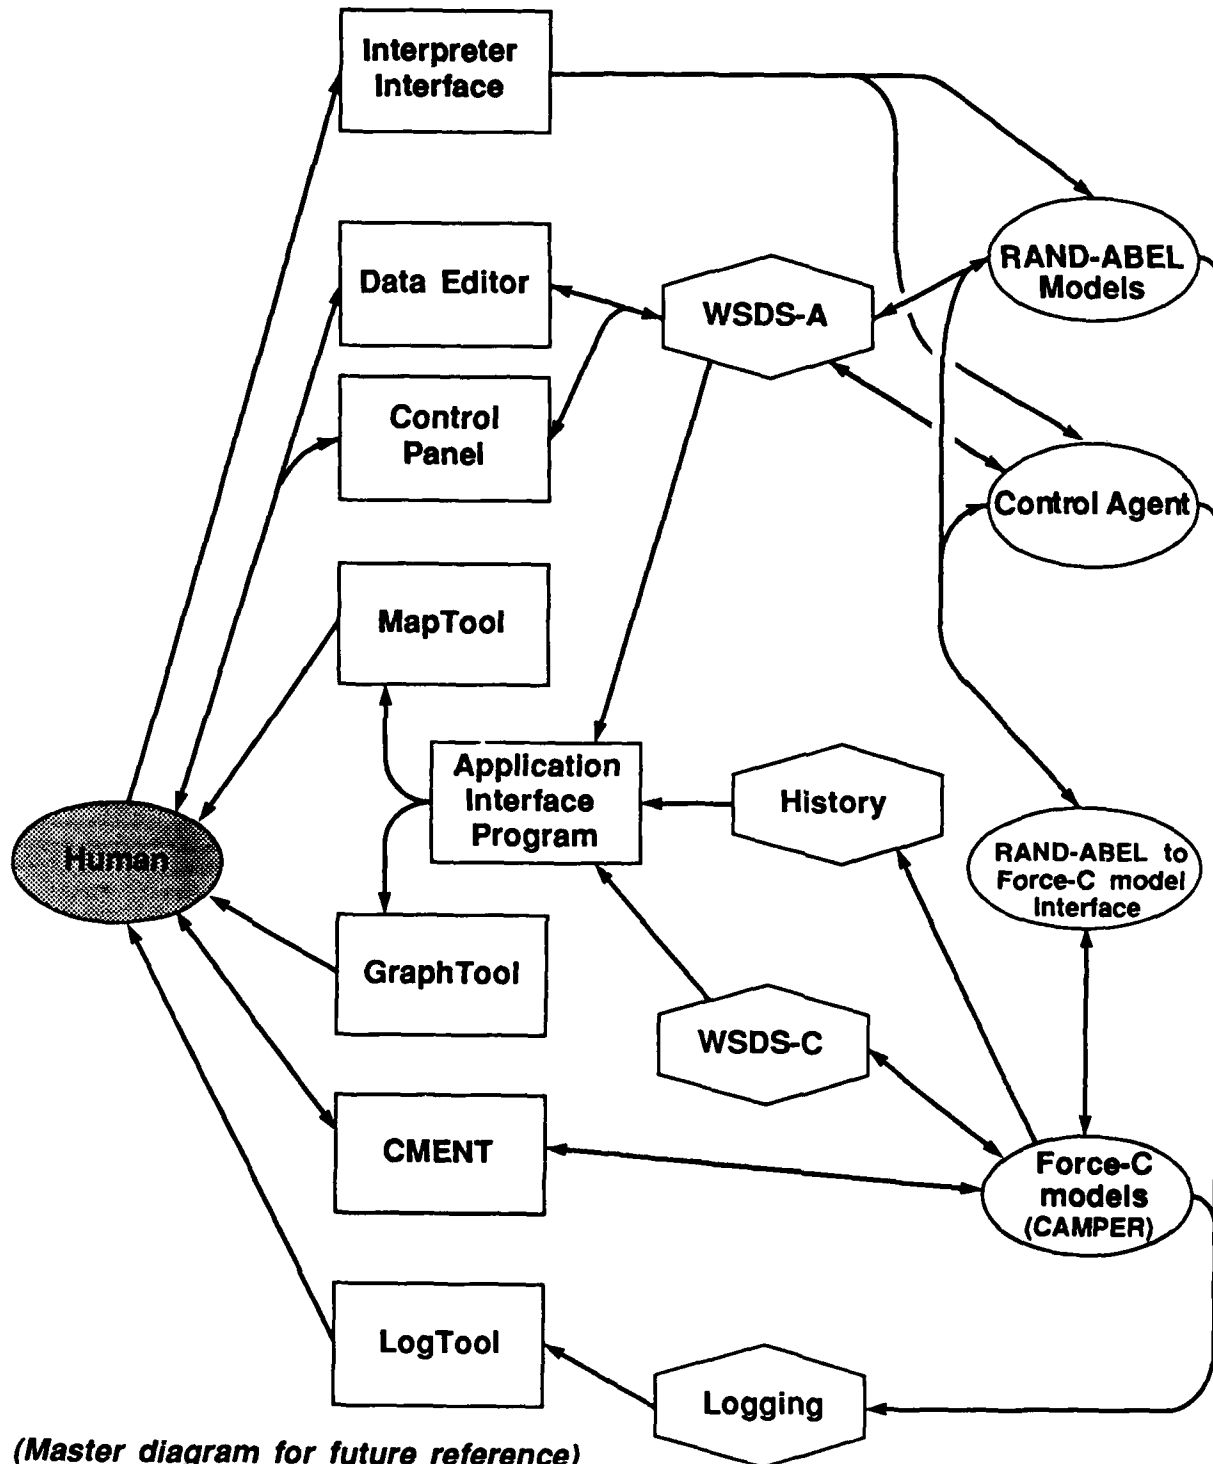 Interpreter
Interface
Data Editor
WSDS-A
RAND-ABEL
Models
Control
Panel
Control Agent
MapTool
Application
Interface
Program
History
Human
RAND-ABEL to
Force-C model
Interface
GraphTool
WSDS-C
CMENT
Force-C
models
(CAMPER)
LogTool
Logging
(Master diagram for future reference)